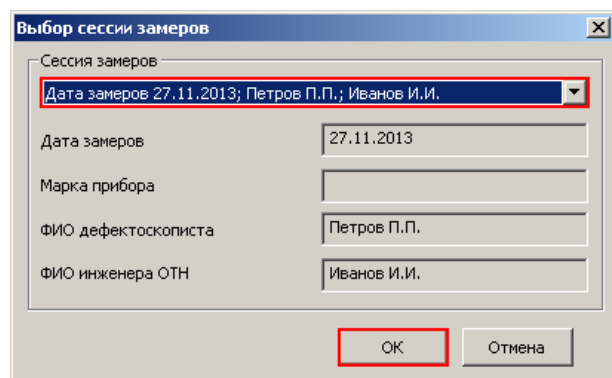 Выбор сессии замеров
Сессия замеров
Дата замеров 27.11.2013; Петров П.П.; Иванов И.И.
Дата замеров 27.11.2013
Марка прибора
ФИО дефектоскописта Петров П.П.
ФИО инженера ОТН Иванов И.И.
ОК Отмена